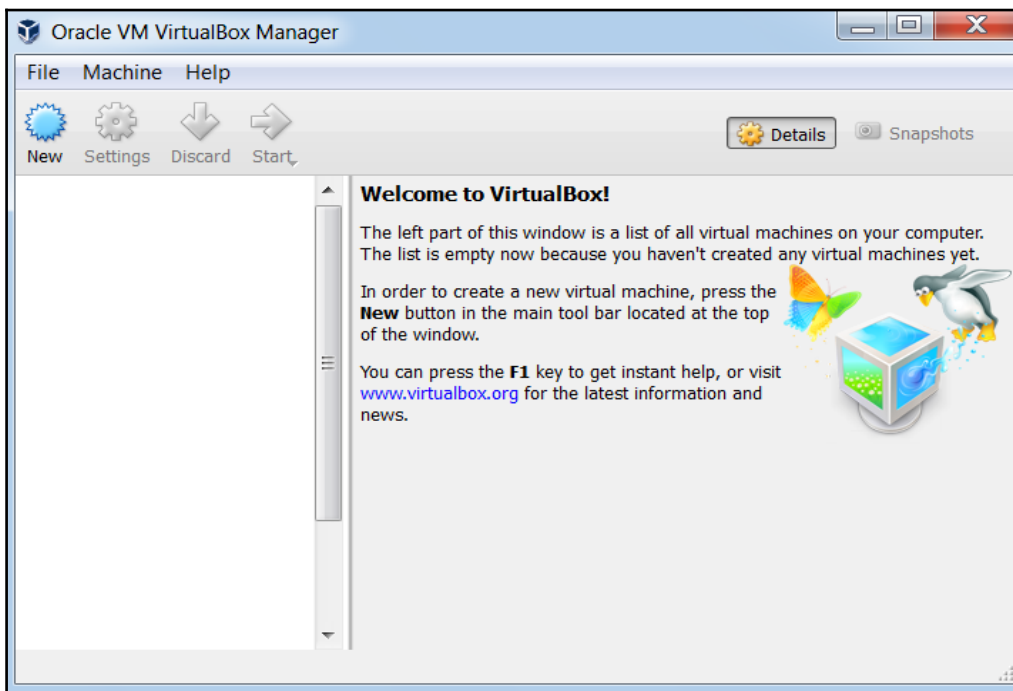 Oracle VM VirtualBox Manager
File Machine Help
New Settings Discard Start
Details Snapshots
Welcome to VirtualBox!
The left part of this window is a list of all virtual machines on your computer.
The list is empty now because you haven't created any virtual machines yet.
In order to create a new virtual machine, press the
New button in the main tool bar located at the top
of the window.
You can press the F1 key to get instant help, or visit
www.virtualbox.org for the latest information and
news.